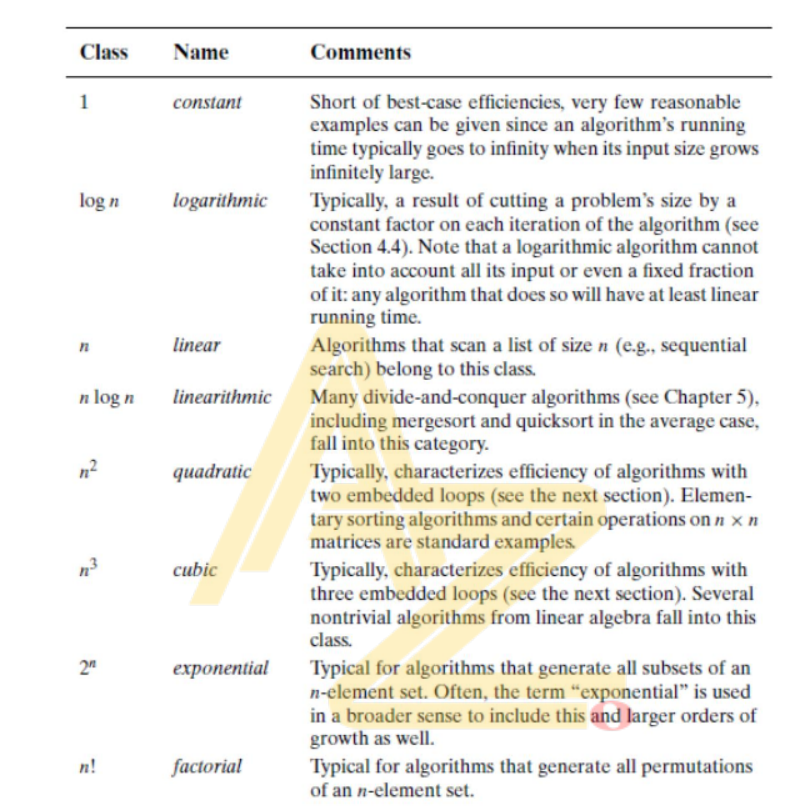 Class Name Comments
1 constant Short of best-case efficiencies, very few reasonable
examples can be given since an algorithm's running
time typically goes to infinity when its input size grows
infinitely large.
log n logarithmic Typically, a result of cutting a problem's size by a
constant factor on each iteration of the algorithm (see
Section 4.4). Note that a logarithmic algorithm cannot
take into account all its input or even a fixed fraction
of it: any algorithm that does so will have at least linear
running time.
n linear Algorithms that scan a list of size n (e.g., sequential
search) belong to this class.
n log n linearithmic Many divide-and-conquer algorithms (see Chapter 5),
including mergesort and quicksort in the average case,
fall into this category.
n² quadratic Typically, characterizes efficiency of algorithms with
two embedded loops (see the next section). Elemen-
tary sorting algorithms and certain operations on n × n
matrices are standard examples.
n³ cubic Typically, characterizes efficiency of algorithms with
three embedded loops (see the next section). Several
nontrivial algorithms from linear algebra fall into this
class.
2ⁿ exponential Typical for algorithms that generate all subsets of an
n-element set. Often, the term “exponential” is used
in a broader sense to include this and larger orders of
growth as well.
n! factorial Typical for algorithms that generate all permutations
of an n-element set.